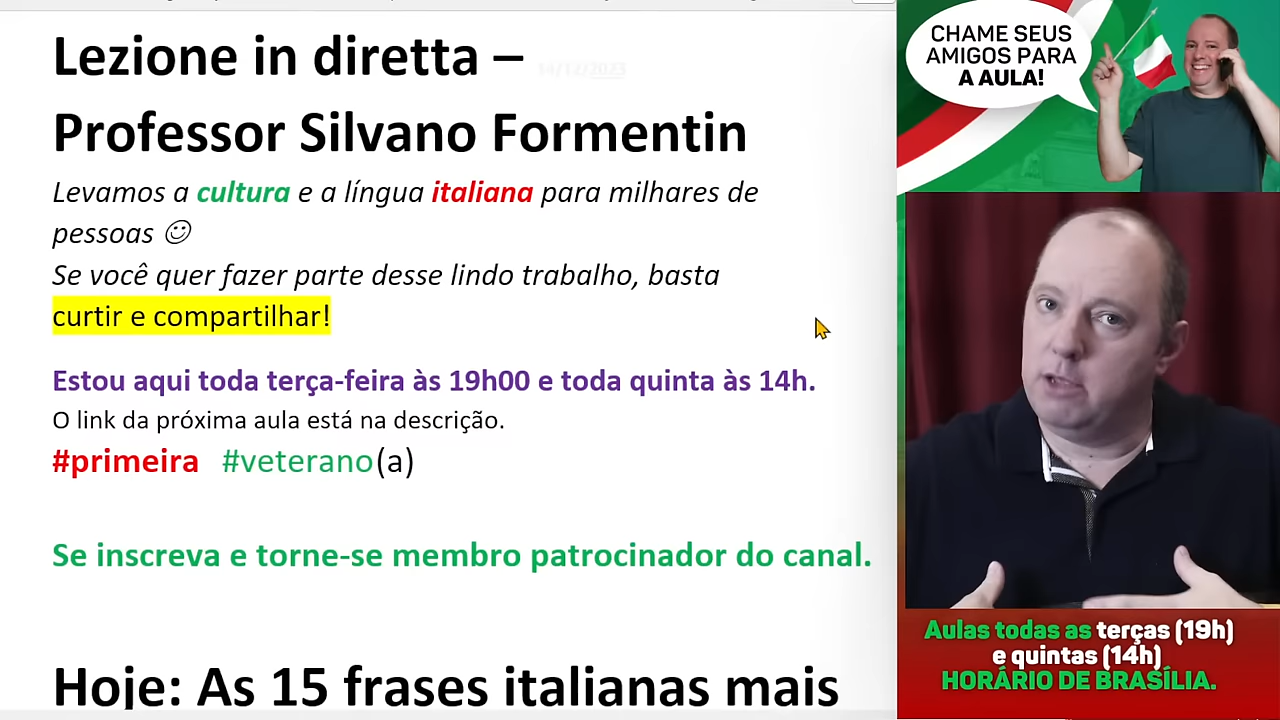 Lezione in diretta –
Professor Silvano Formentin
Levamos a cultura e a língua italiana para milhares de
pessoas ☺
Se você quer fazer parte desse lindo trabalho, basta
curtir e compartilhar!
Estou aqui toda terça-feira às 19h00 e toda quinta às 14h.
O link da próxima aula está na descrição.
#primeira #veterano(a)
Se inscreva e torne-se membro patrocinador do canal.
Hoje: As 15 frases italianas mais
CHAME SEUS
AMIGOS PARA
A AULA!
Aulas todas as terças (19h)
e quintas (14h)
HORÁRIO DE BRASÍLIA.